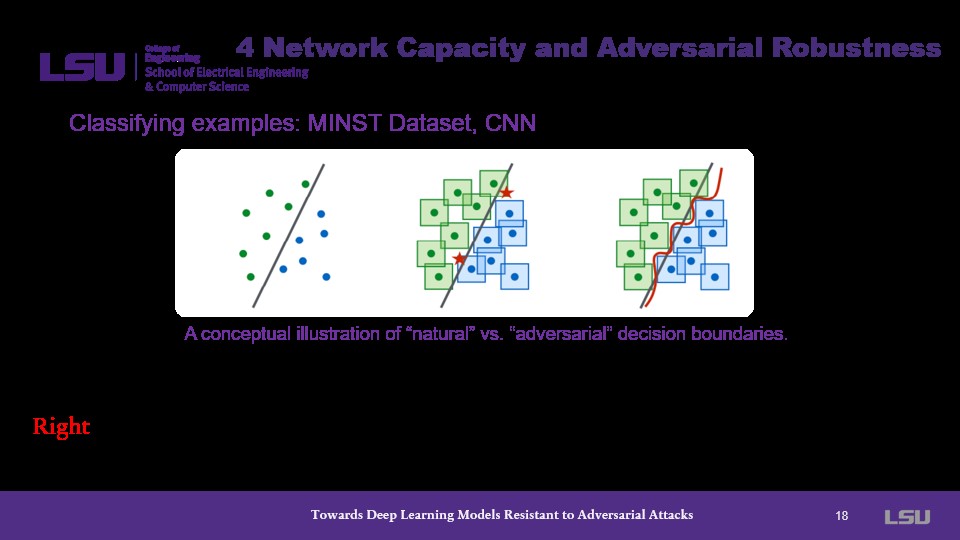 4 Network Capacity and Adversarial Robustness
LSU
College of
Engineering
School of Electrical Engineering
& Computer Science
Classifying examples: MINST Dataset, CNN
A conceptual illustration of “natural” vs. “adversarial” decision boundaries.
Right
Towards Deep Learning Models Resistant to Adversarial Attacks
18
LSU